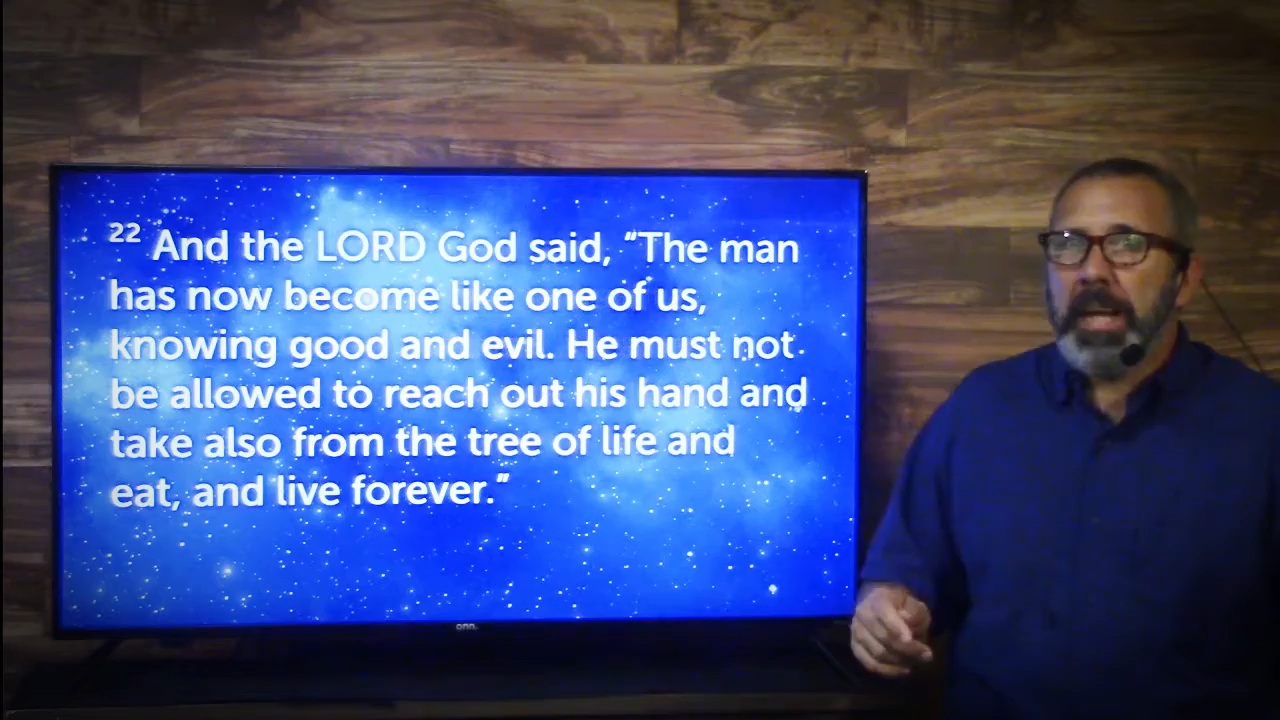 22 And the LORD God said, “The man
has now become like one of us,
knowing good and evil. He must not
be allowed to reach out his hand and
take also from the tree of life and
eat, and live forever.”
onn.